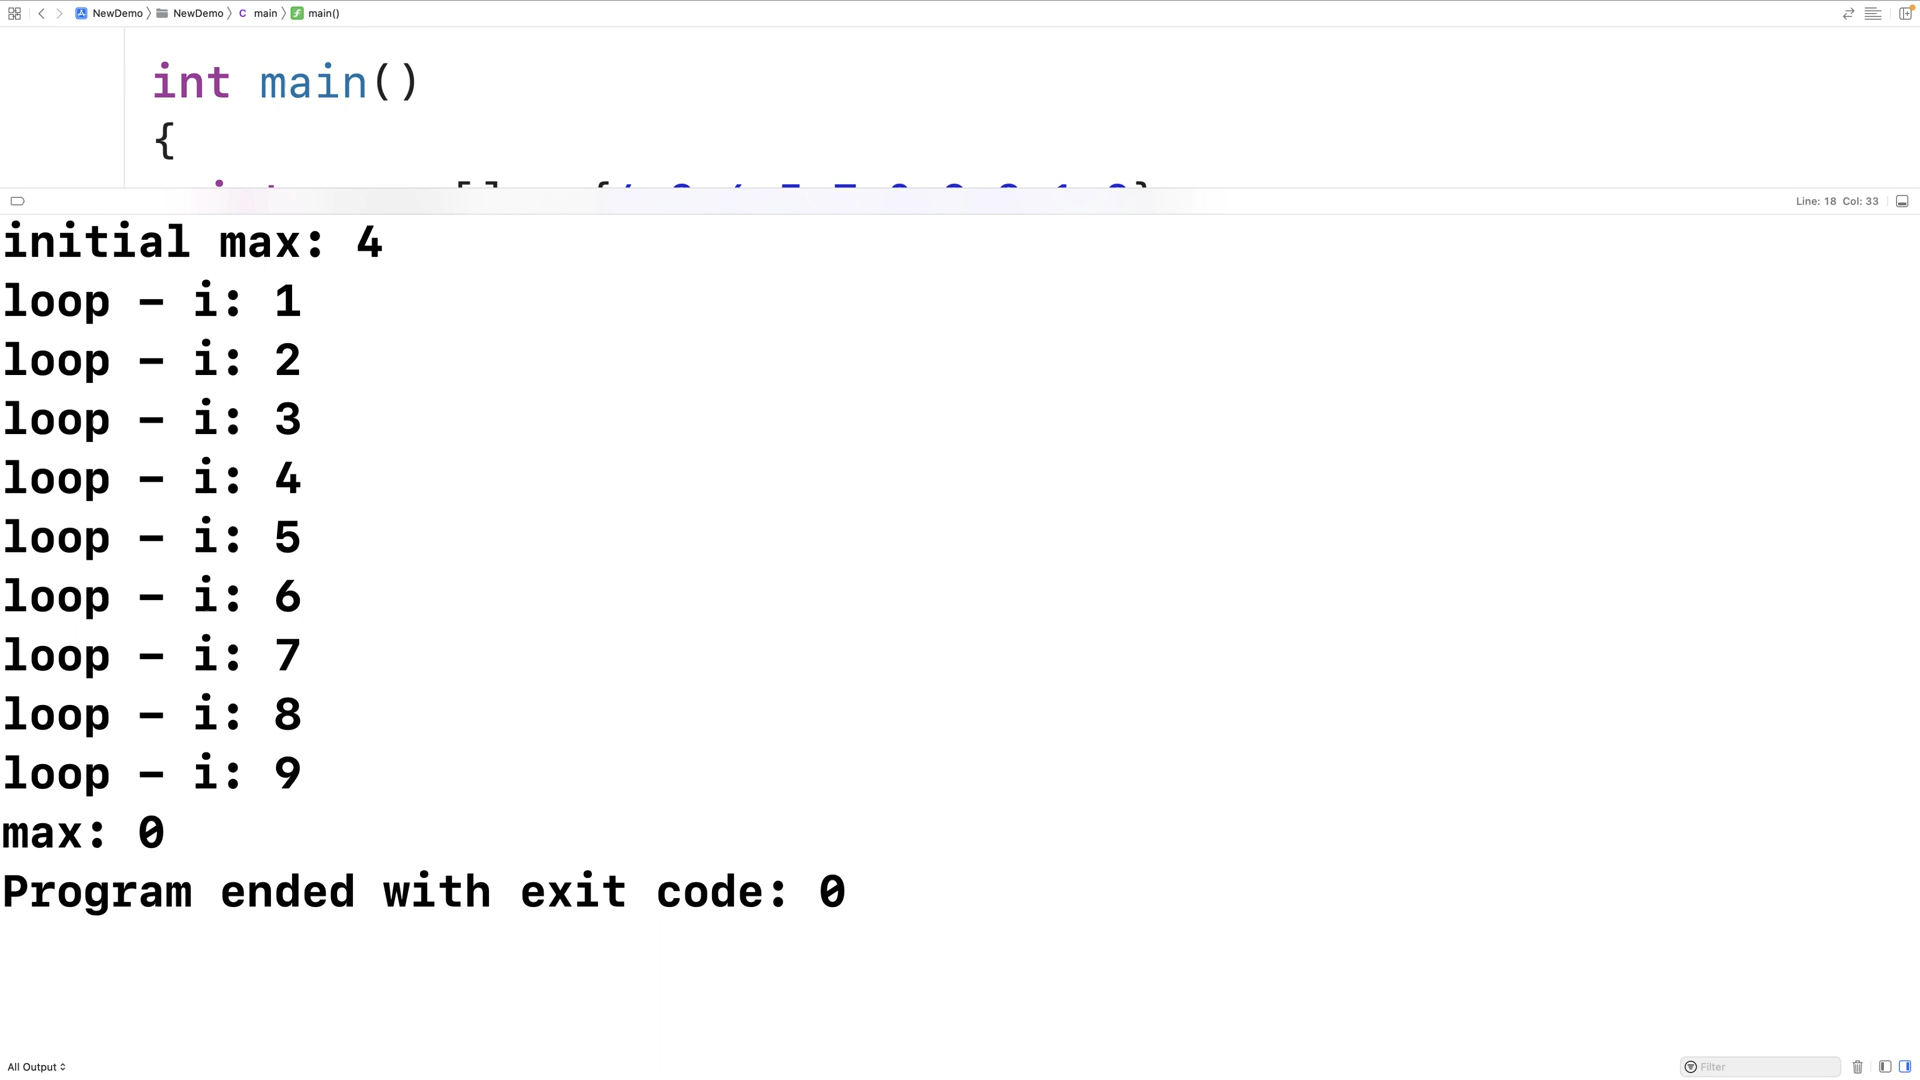 NewDemo 〉 NewDemo 〉 C main 〉 f main()
int main()
{
Line: 18 Col: 33
initial max: 4
loop - i: 1
loop - i: 2
loop - i: 3
loop - i: 4
loop - i: 5
loop - i: 6
loop - i: 7
loop - i: 8
loop - i: 9
max: 0
Program ended with exit code: 0
All Output
Filter